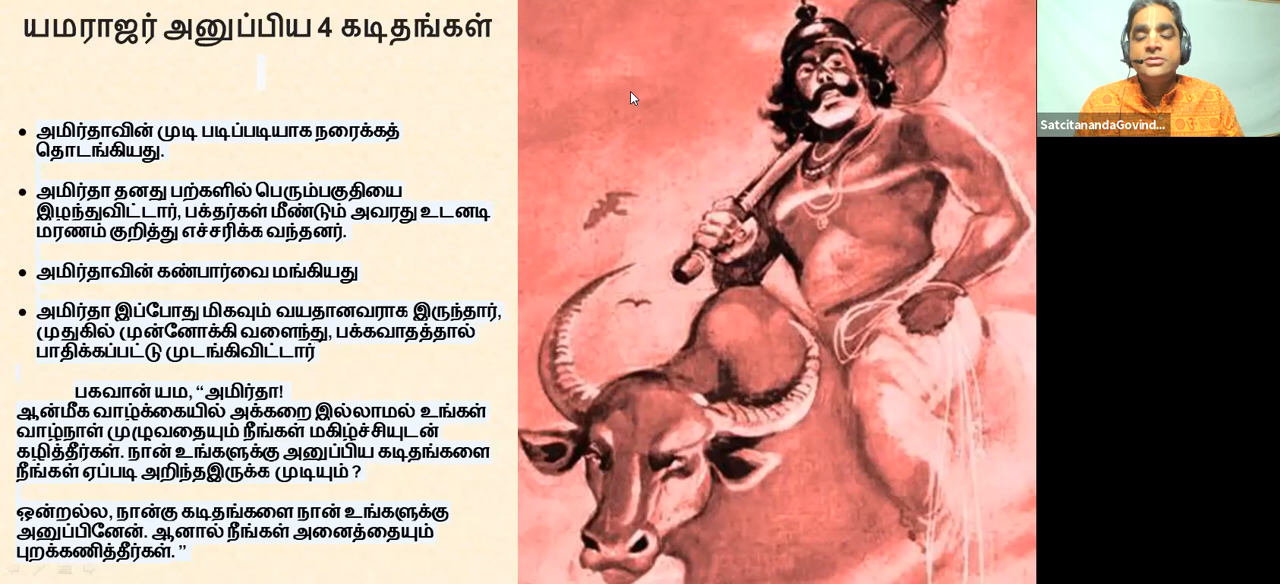 யமராஜர் அனுப்பிய 4 கடிதங்கள்
• அமிர்தாவின் முடி படிப்படியாக நரைக்கத்
தொடங்கியது.
• அமிர்தா தனது பற்களில் பெரும்பகுதியை
இழந்துவிட்டார், பக்தர்கள் மீண்டும் அவரது உடனடி
மரணம் குறித்து எச்சரிக்க வந்தனர்.
• அமிர்தாவின் கண்பார்வை மங்கியது
• அமிர்தா இப்போது மிகவும் வயதானவராக இருந்தார்,
முதுகில் முன்னோக்கி வளைந்து, பக்கவாதத்தால்
பாதிக்கப்பட்டு முடங்கிவிட்டார்
பகவான் யம, “அமிர்தா!
ஆன்மீக வாழ்க்கையில் அக்கறை இல்லாமல் உங்கள்
வாழ்நாள் முழுவதையும் நீங்கள் மகிழ்ச்சியுடன்
கழித்தீர்கள். நான் உங்களுக்கு அனுப்பிய கடிதங்களை
நீங்கள் ஏப்படி அறிந்தஇருக்க முடியும் ?
ஒன்றல்ல, நான்கு கடிதங்களை நான் உங்களுக்கு
அனுப்பினேன். ஆனால் நீங்கள் அனைத்தையும்
புறக்கணித்தீர்கள். ”
SatcitanandaGovind...